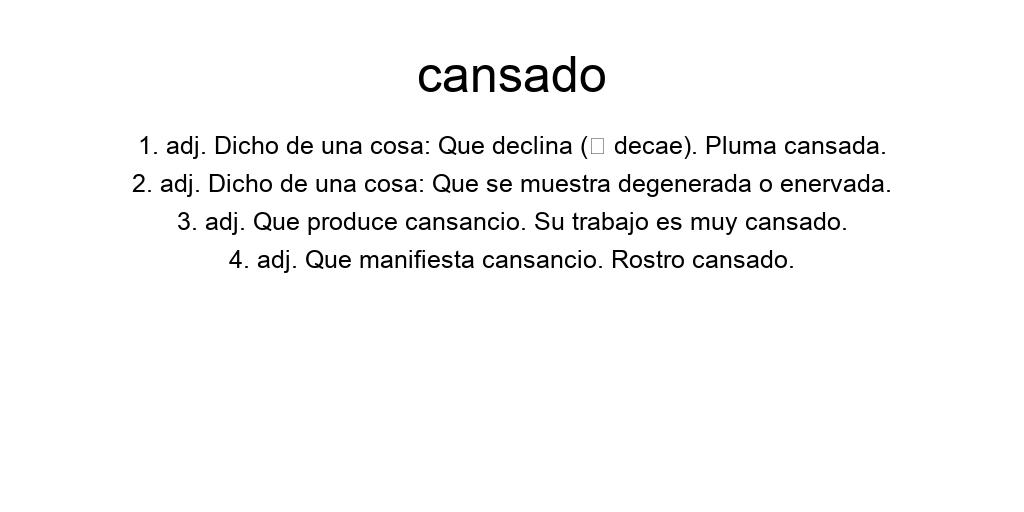 cansado
1. adj. Dicho de una cosa: Que declina (□ decae). Pluma cansada.
2. adj. Dicho de una cosa: Que se muestra degenerada o enervada.
3. adj. Que produce cansancio. Su trabajo es muy cansado.
4. adj. Que manifiesta cansancio. Rostro cansado.